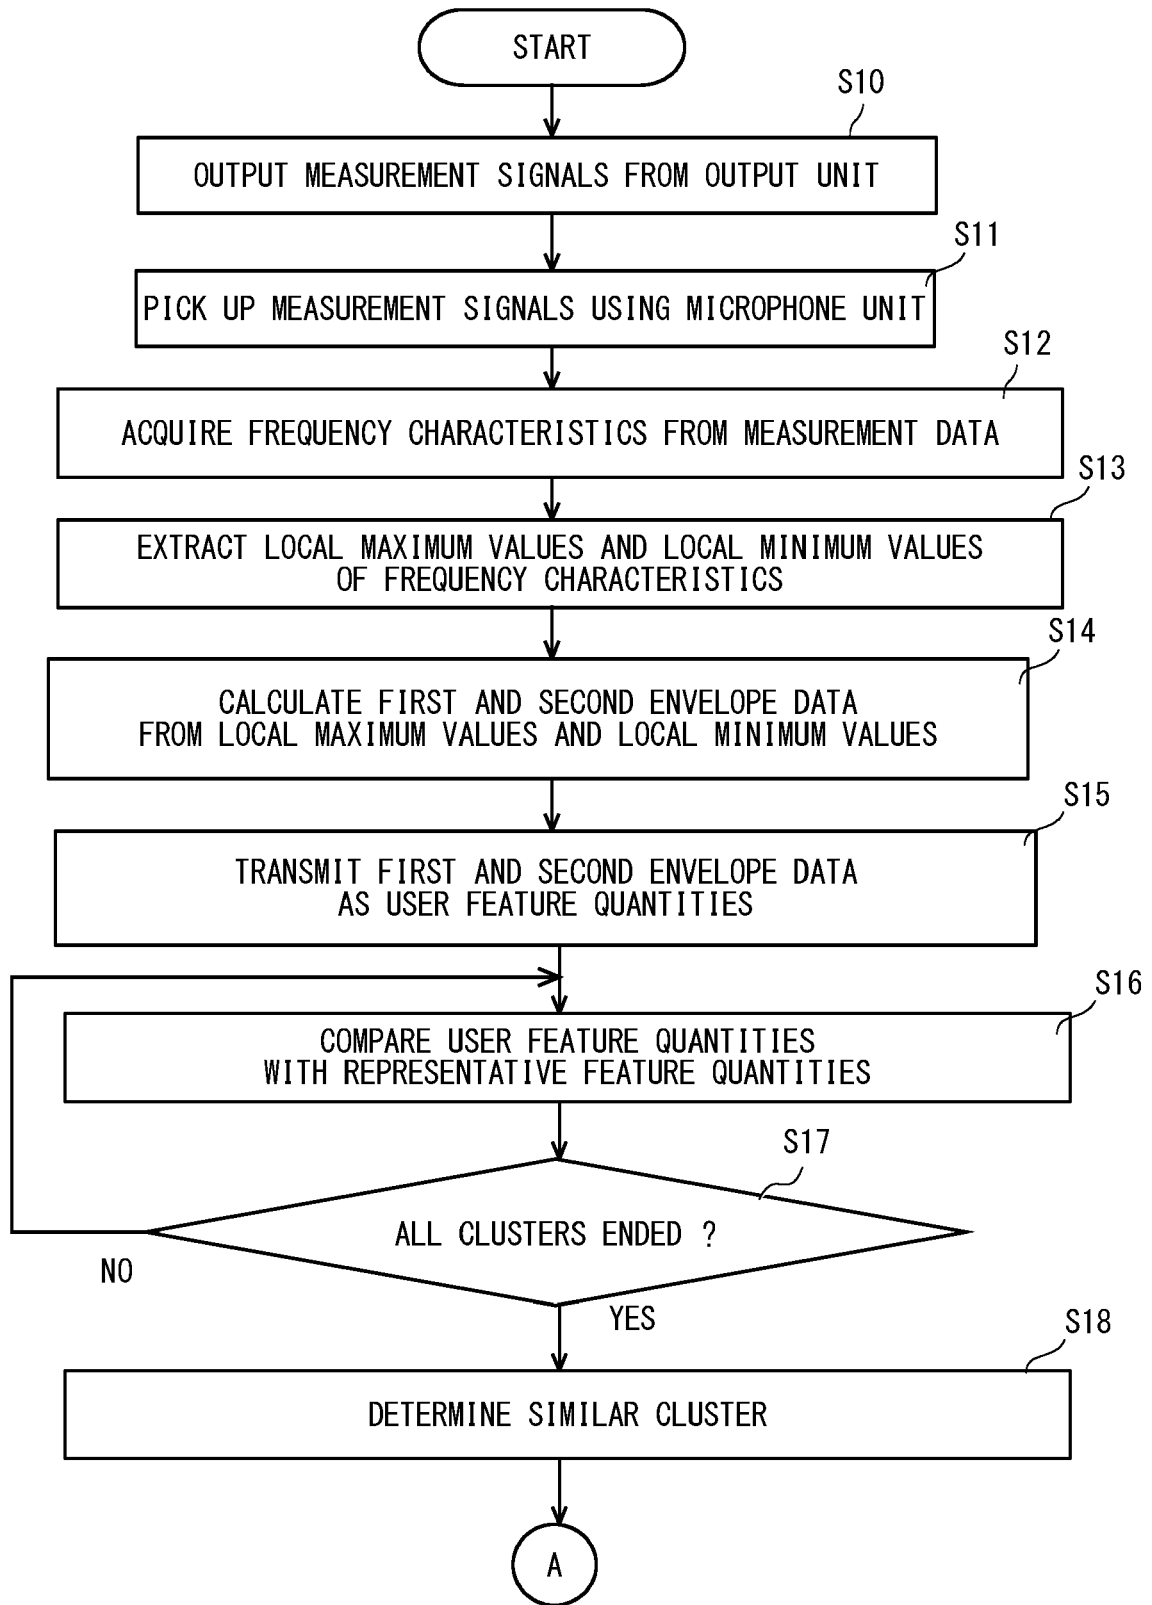 START
S10
OUTPUT MEASUREMENT SIGNALS FROM OUTPUT UNIT
S11
PICK UP MEASUREMENT SIGNALS USING MICROPHONE UNIT
S12
ACQUIRE FREQUENCY CHARACTERISTICS FROM MEASUREMENT DATA
S13
EXTRACT LOCAL MAXIMUM VALUES AND LOCAL MINIMUM VALUES
OF FREQUENCY CHARACTERISTICS
S14
CALCULATE FIRST AND SECOND ENVELOPE DATA
FROM LOCAL MAXIMUM VALUES AND LOCAL MINIMUM VALUES
S15
TRANSMIT FIRST AND SECOND ENVELOPE DATA
AS USER FEATURE QUANTITIES
S16
COMPARE USER FEATURE QUANTITIES
WITH REPRESENTATIVE FEATURE QUANTITIES
S17
ALL CLUSTERS ENDED ?
NO
YES
S18
DETERMINE SIMILAR CLUSTER
A